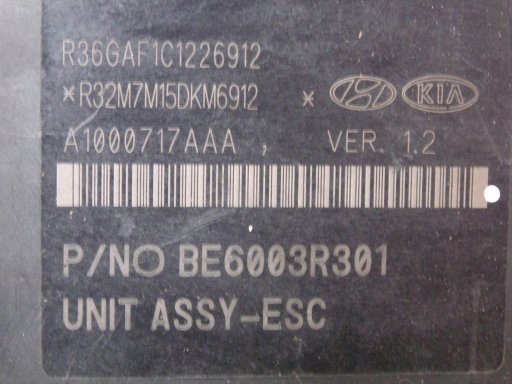 R36GAF1C1226912
*R32M7M15DKM6912 * KIA
A1000717AAA , VER. 1.2
P/NO BE6003R301
UNIT ASSY-ESC